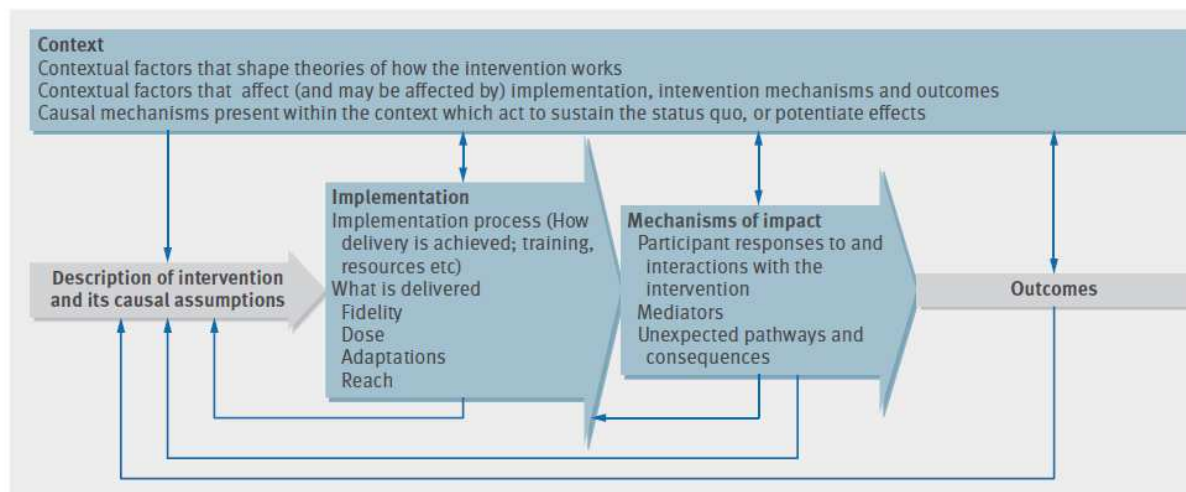 Context
Contextual factors that shape theories of how the intervention works
Contextual factors that affect (and may be affected by) implementation, intervention mechanisms and outcomes
Causal mechanisms present within the context which act to sustain the status quo, or potentiate effects
Description of intervention
and its causal assumptions
Implementation
Implementation process (How
delivery is achieved; training,
resources etc)
What is delivered
Fidelity
Dose
Adaptations
Reach
Mechanisms of impact
Participant responses to and
interactions with the
intervention
Mediators
Unexpected pathways and
consequences
Outcomes